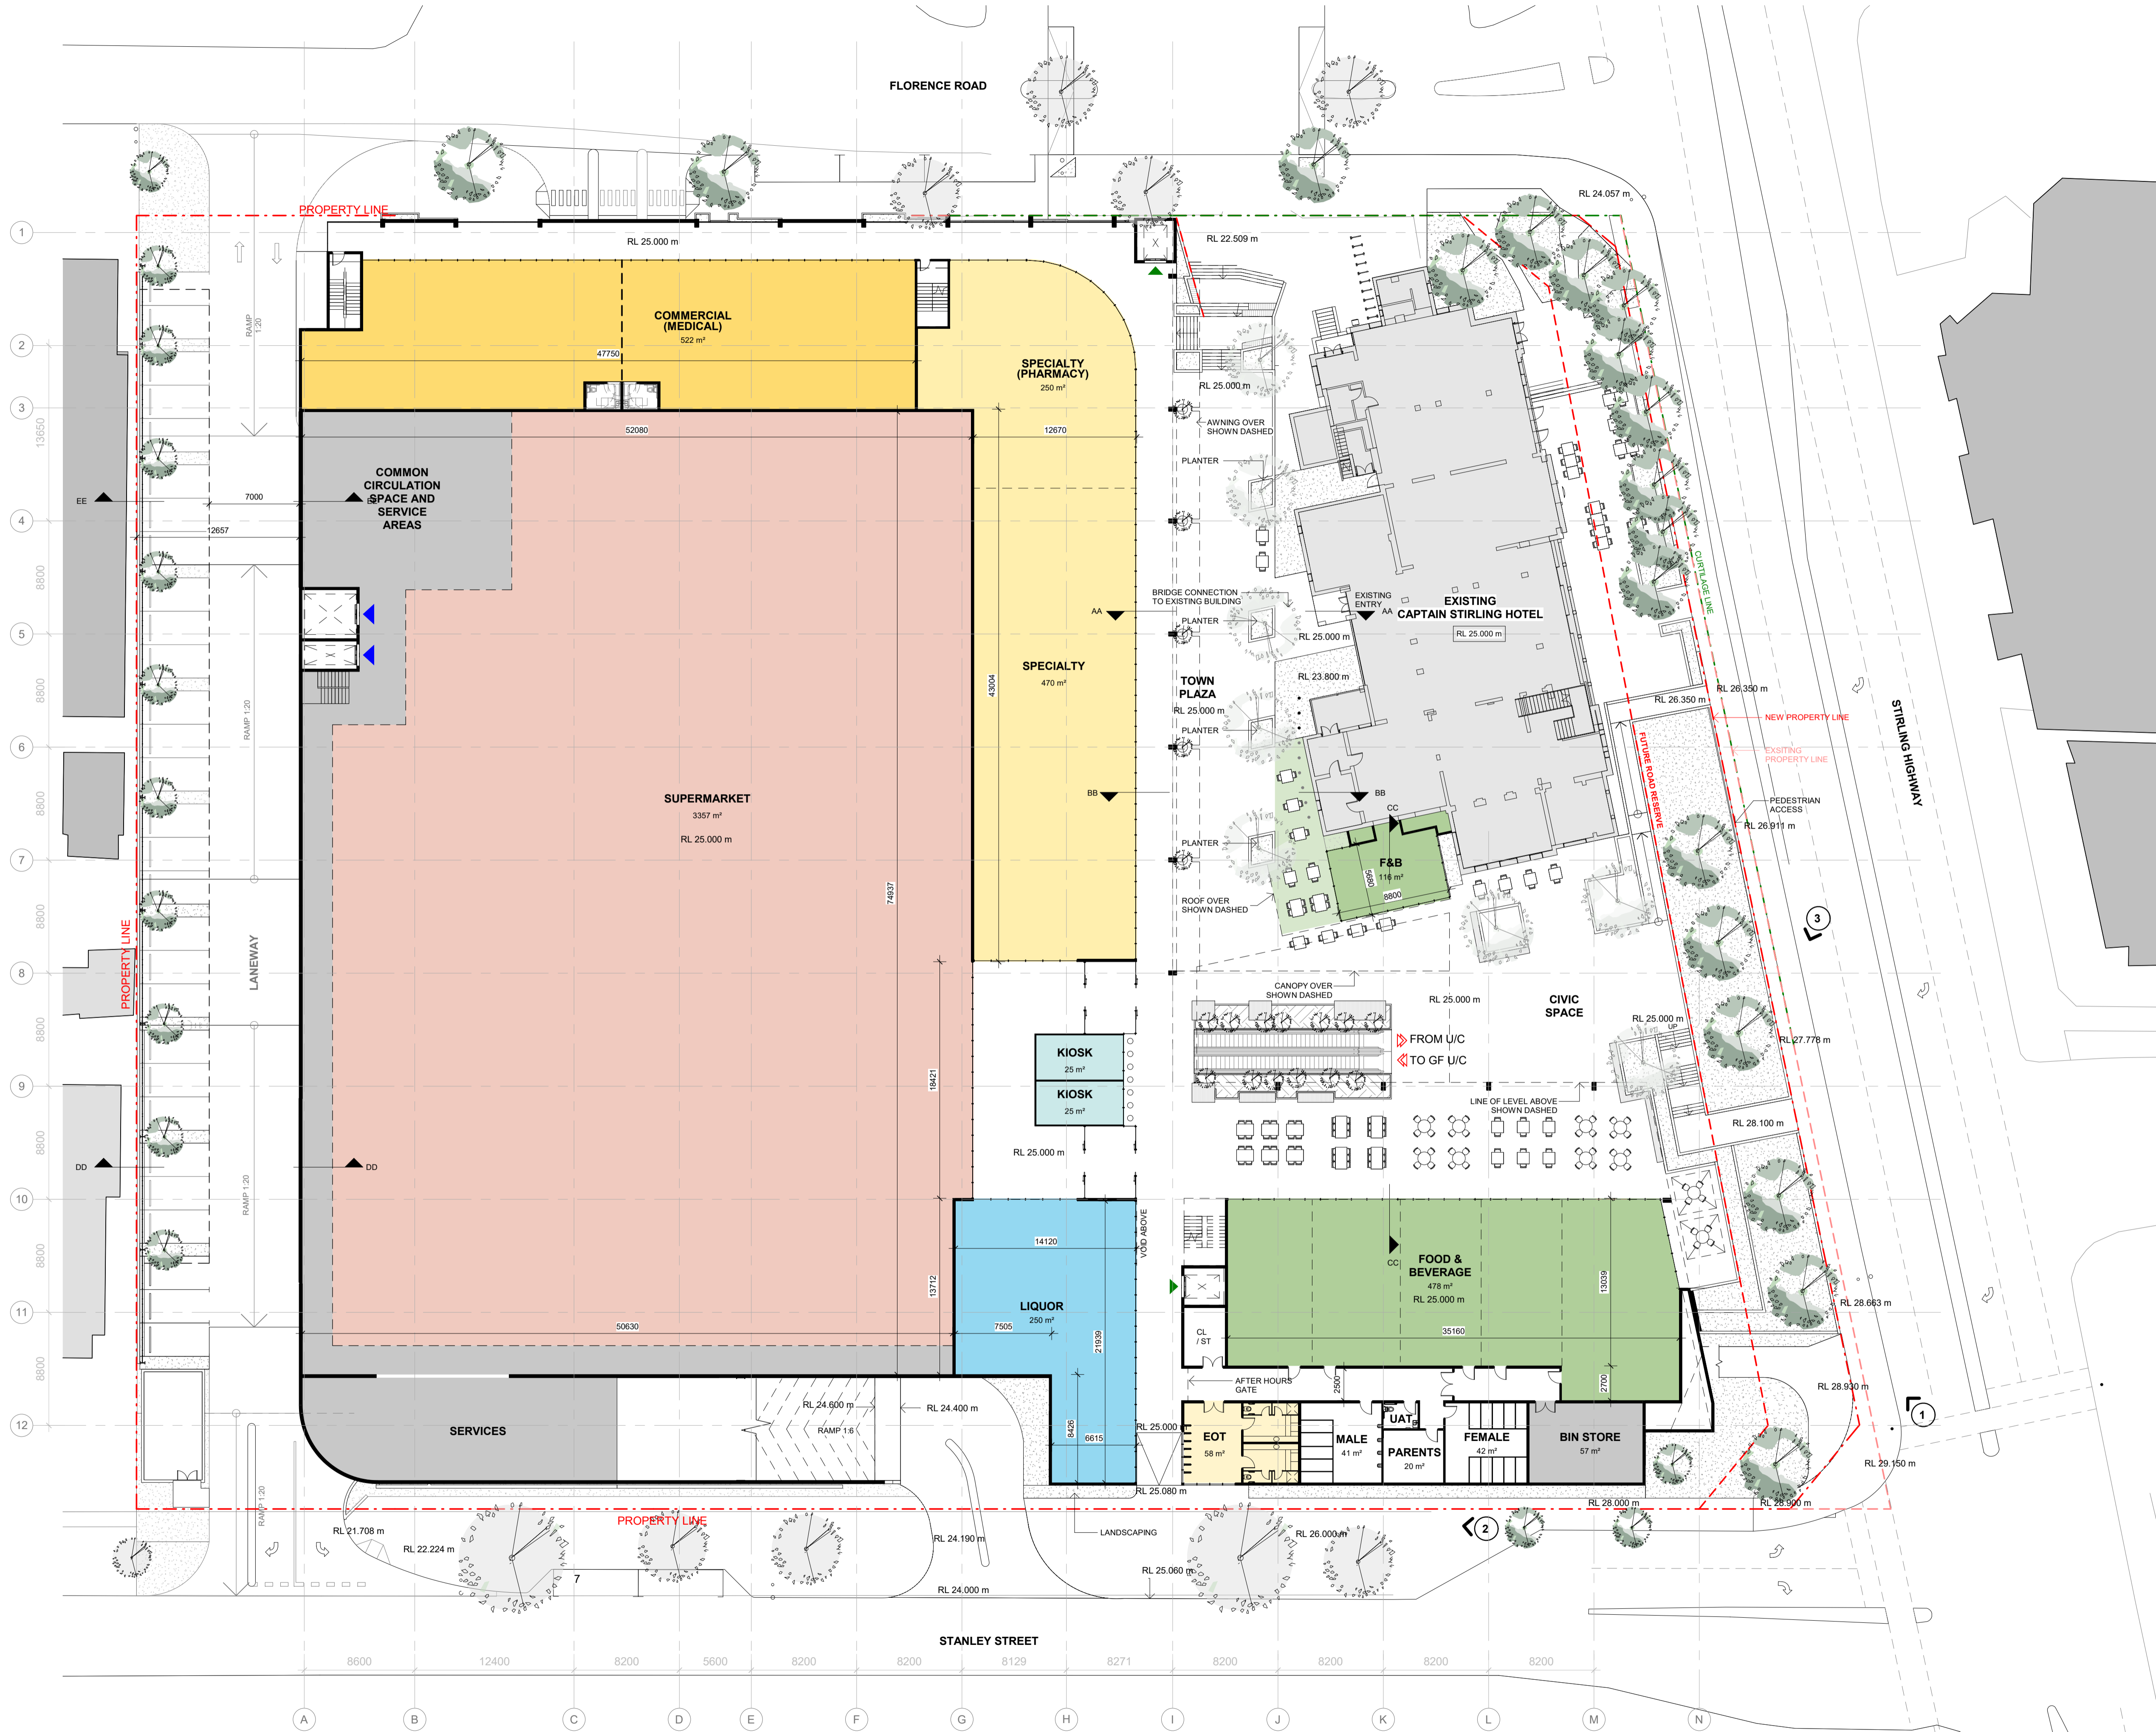 FLORENCE ROAD
RL 24.057 m
PROPERTY LINE
1
RL 25.000 m
RL 22.509 m
COMMERCIAL
(MEDICAL)
522 m²
RAMP
1:20
2
47750
SPECIALTY
(PHARMACY)
250 m²
RL 25.000 m
3
13650
52080
12670
AWNING OVER
SHOWN DASHED
PLANTER
COMMON
CIRCULATION
SPACE AND
SERVICE
AREAS
EE
EE
7000
4
12657
CURTILAGE LINE
8800
BRIDGE CONNECTION
TO EXISTING BUILDING
EXISTING
ENTRY
AA
AA
PLANTER
EXISTING
CAPTAIN STIRLING HOTEL
RL 25.000 m
RL 25.000 m
5
SPECIALTY
470 m²
43004
RL 23.800 m
TOWN
PLAZA
RL 25.000 m
8800
RAMP 1:20
RL 26.350 m
RL 26.350 m
NEW PROPERTY LINE
PLANTER
6
EXSITING
PROPERTY LINE
STIRLING HIGHWAY
FUTURE ROAD RESERVE
SUPERMARKET
3357 m²
RL 25.000 m
8800
BB
BB
CC
PEDESTRIAN
ACCESS
RL 26.911 m
PLANTER
7
F&B
116 m²
5680
8800
74937
ROOF OVER
SHOWN DASHED
8800
3
PROPERTY LINE
LANEWAY
8
CANOPY OVER
SHOWN DASHED
RL 25.000 m
CIVIC
SPACE
RL 25.000 m
UP
8800
FROM U/C
TO GF U/C
RL 27.778 m
KIOSK
25 m²
18421
9
KIOSK
25 m²
LINE OF LEVEL ABOVE
SHOWN DASHED
RL 28.100 m
8800
RL 25.000 m
DD
DD
RAMP 1:20
10
14120
VOID ABOVE
CC
FOOD &
BEVERAGE
478 m²
RL 25.000 m
13039
8800
13712
11
LIQUOR
250 m²
RL 28.663 m
50630
7505
21939
CL
/ ST
35160
8800
AFTER HOURS
GATE
2500
2700
RL 28.930 m
RL 24.600 m
RL 24.400 m
1
12
SERVICES
RAMP 1:6
8426
6615
RL 25.000 m
EOT
58 m²
MALE
41 m²
UAT
PARENTS
20 m²
FEMALE
42 m²
BIN STORE
57 m²
RL 29.150 m
RL 25.080 m
RAMP 1:20
RL 28.000 m
RL 28.900 m
PROPERTY LINE
RL 21.708 m
RL 22.224 m
RL 24.190 m
LANDSCAPING
RL 26.000 m
2
RL 25.060 m
7
RL 24.000 m
STANLEY STREET
8600
12400
8200
5600
8200
8200
8129
8271
8200
8200
8200
8200
A
B
C
D
E
F
G
H
I
J
K
L
M
N